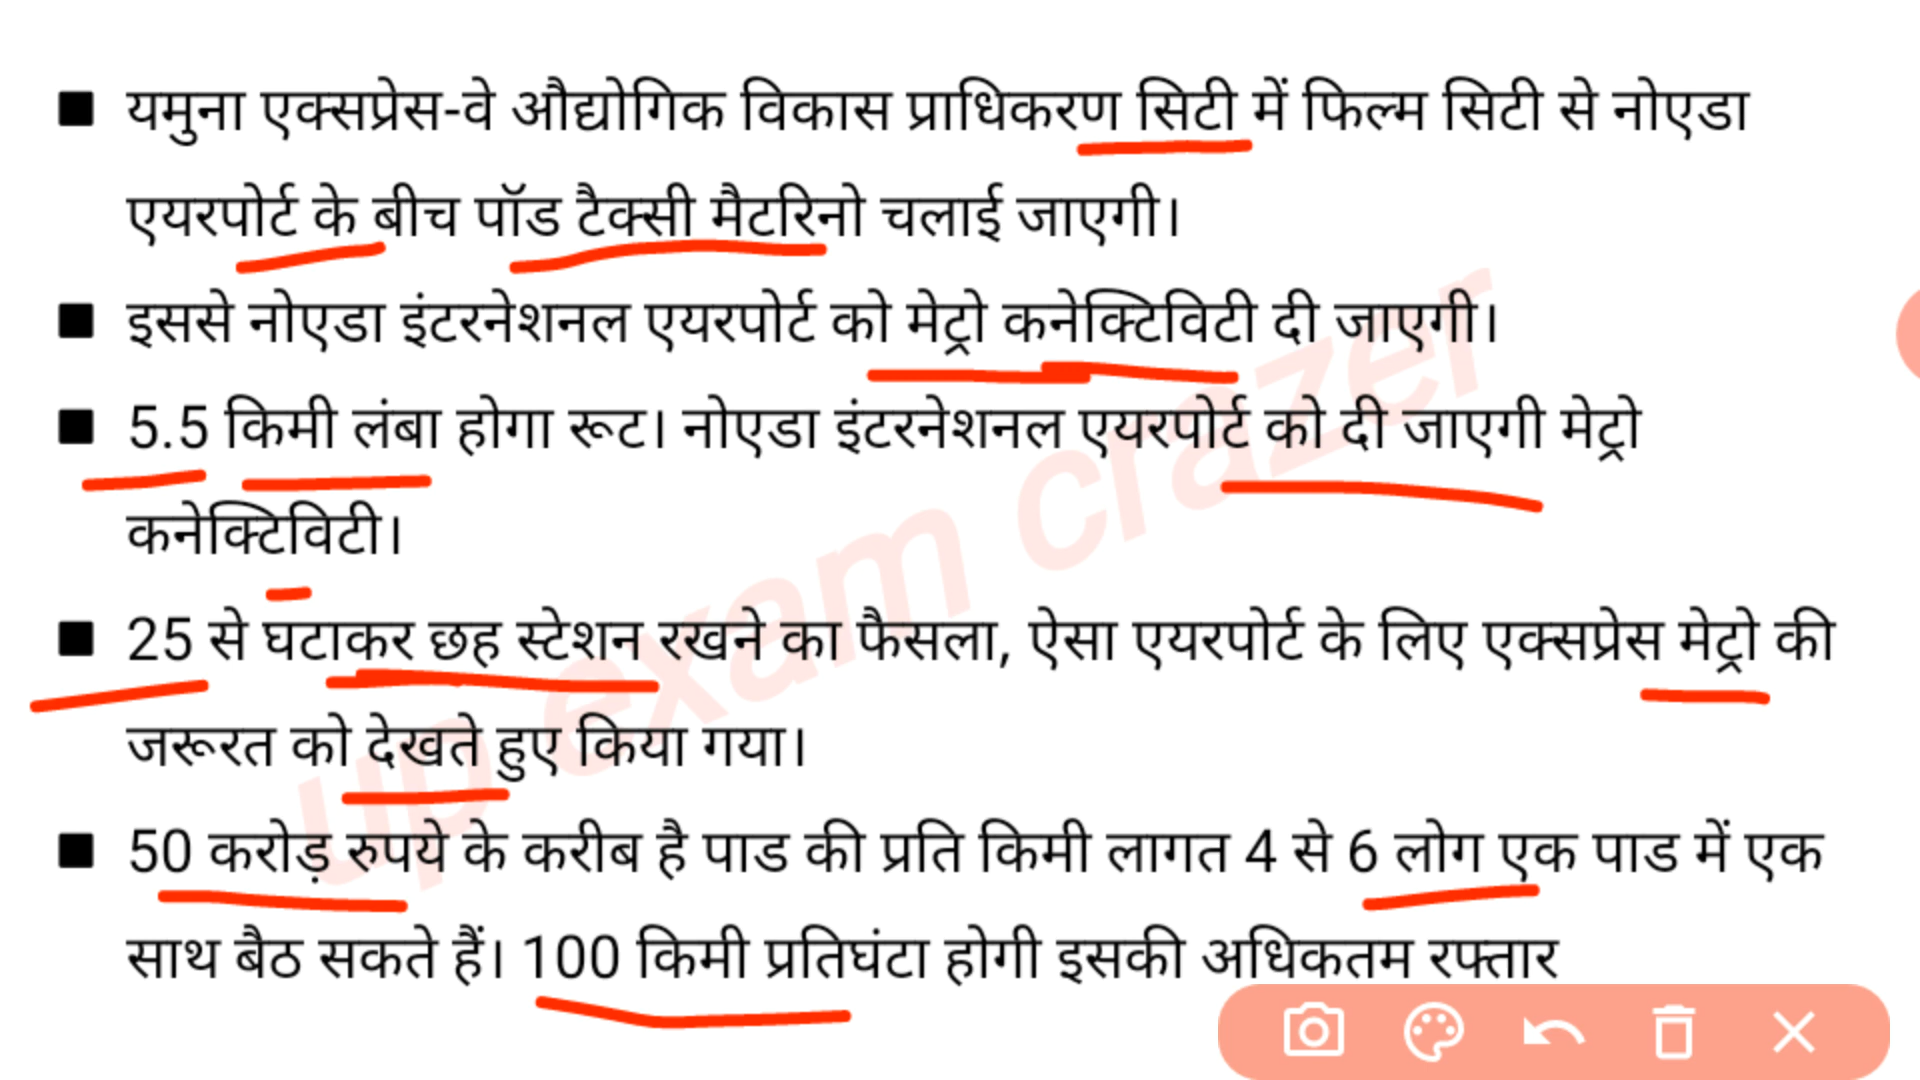 ■ यमुना एक्सप्रेस-वे औद्योगिक विकास प्राधिकरण सिटी में फिल्म सिटी से नोएडा
एयरपोर्ट के बीच पॉड टैक्सी मैटरिनो चलाई जाएगी।
■ इससे नोएडा इंटरनेशनल एयरपोर्ट को मेट्रो कनेक्टिविटी दी जाएगी।
■ 5.5 किमी लंबा होगा रूट। नोएडा इंटरनेशनल एयरपोर्ट को दी जाएगी मेट्रो
कनेक्टिविटी।
■ 25 से घटाकर छह स्टेशन रखने का फैसला, ऐसा एयरपोर्ट के लिए एक्सप्रेस मेट्रो की
जरूरत को देखते हुए किया गया।
■ 50 करोड़ रुपये के करीब है पाड की प्रति किमी लागत 4 से 6 लोग एक पाड में एक
साथ बैठ सकते हैं। 100 किमी प्रतिघंटा होगी इसकी अधिकतम रफ्तार
up exam crazer